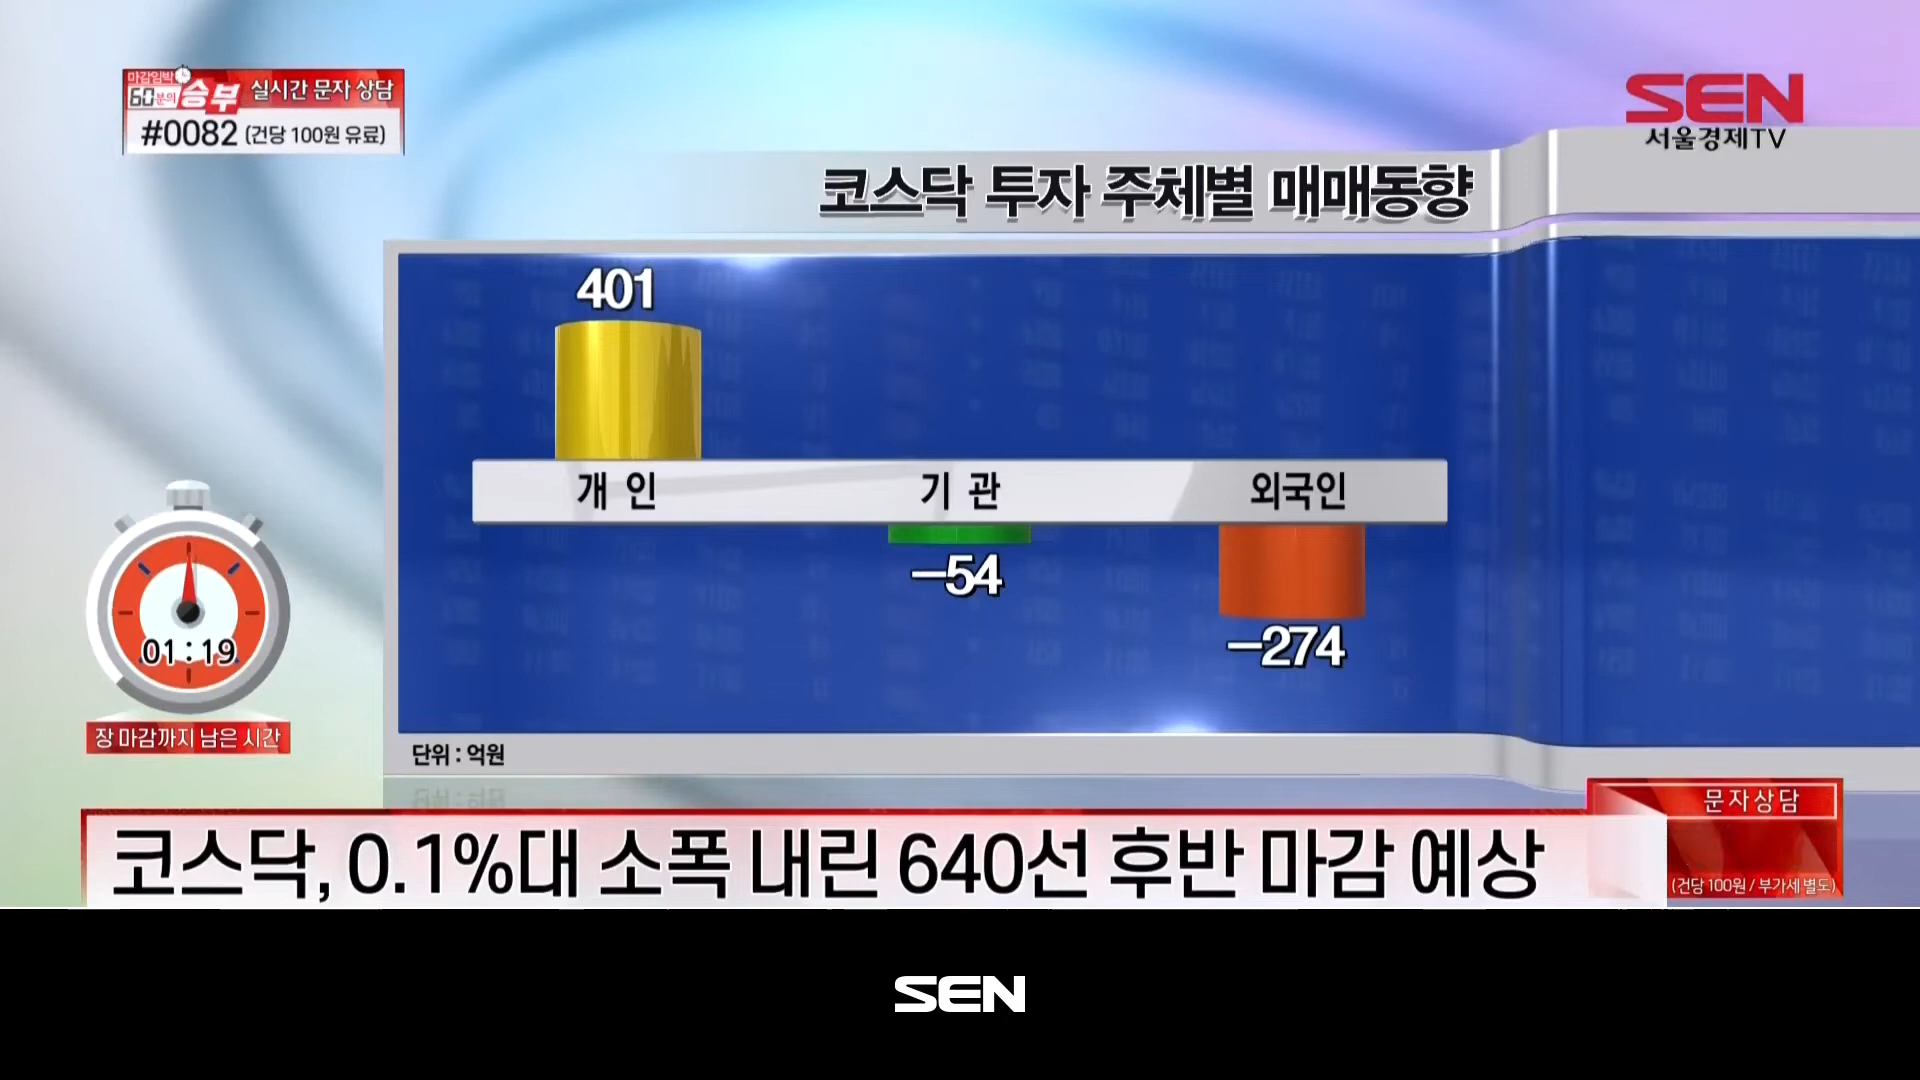 마감임박
60분의 승부 실시간 문자 상담
#0082 (건당 100원 유료)
SEN
서울경제TV
코스닥 투자 주체별 매매동향
401
개 인 기 관 외국인
-54
-274
01:19
장 마감까지 남은 시간
단위 : 억원
문자상담
코스닥, 0.1%대 소폭 내린 640선 후반 마감 예상
(건당 100원 / 부가세 별도)
SEN